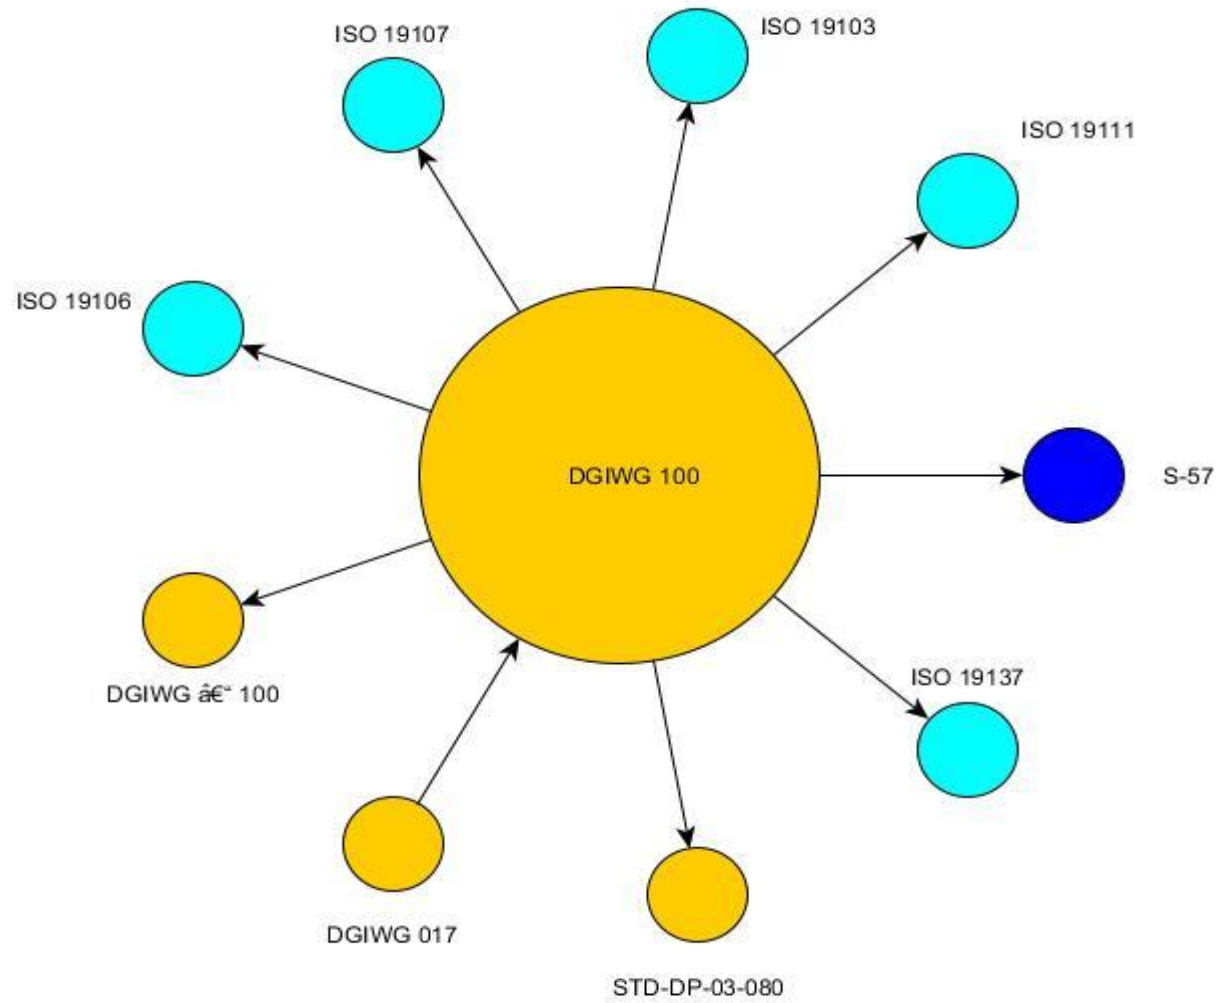 ISO 19103
ISO 19107
ISO 19111
ISO 19106
DGIWG 100
S-57
ISO 19137
DGIWG â€“ 100
DGIWG 017
STD-DP-03-080